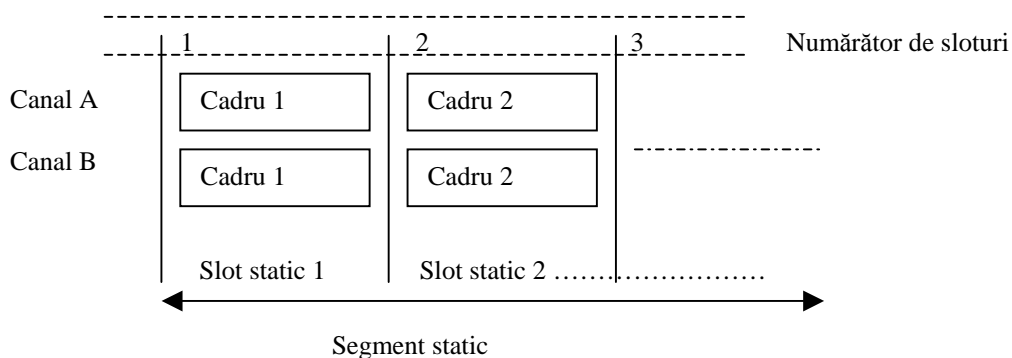 1 2 3 Numărător de sloturi
Canal A Cadru 1 Cadru 2
Canal B Cadru 1 Cadru 2
Slot static 1 Slot static 2 ……………………
Segment static